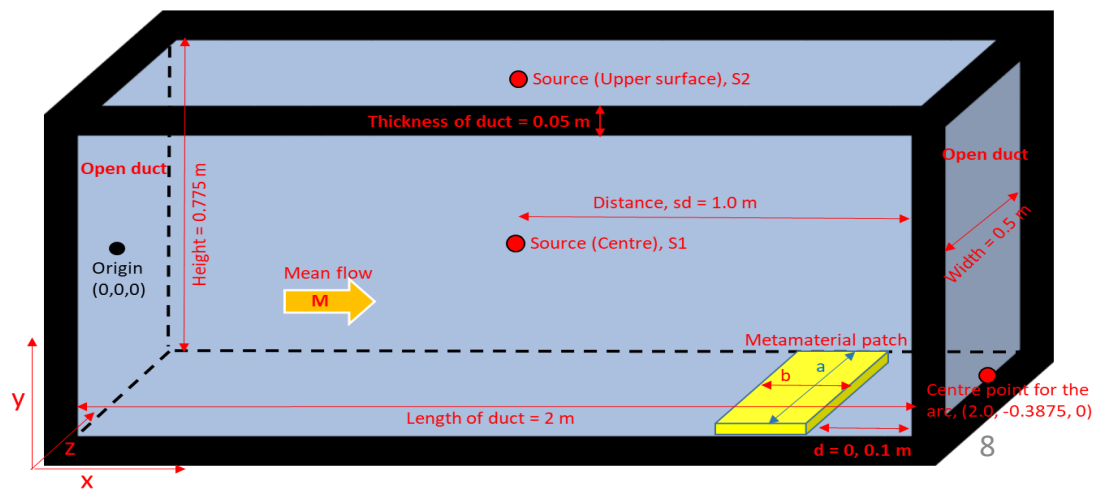 Source (Upper surface), S2
Thickness of duct = 0.05 m
Open duct
Open duct
Height = 0.775 m
Distance, sd = 1.0 m
Width = 0.5 m
Source (Centre), S1
Origin
(0,0,0)
Mean flow
M
Metamaterial patch
a
b
Centre point for the
arc, (2.0, -0.3875, 0)
Length of duct = 2 m
d = 0, 0.1 m
8
y
z
x